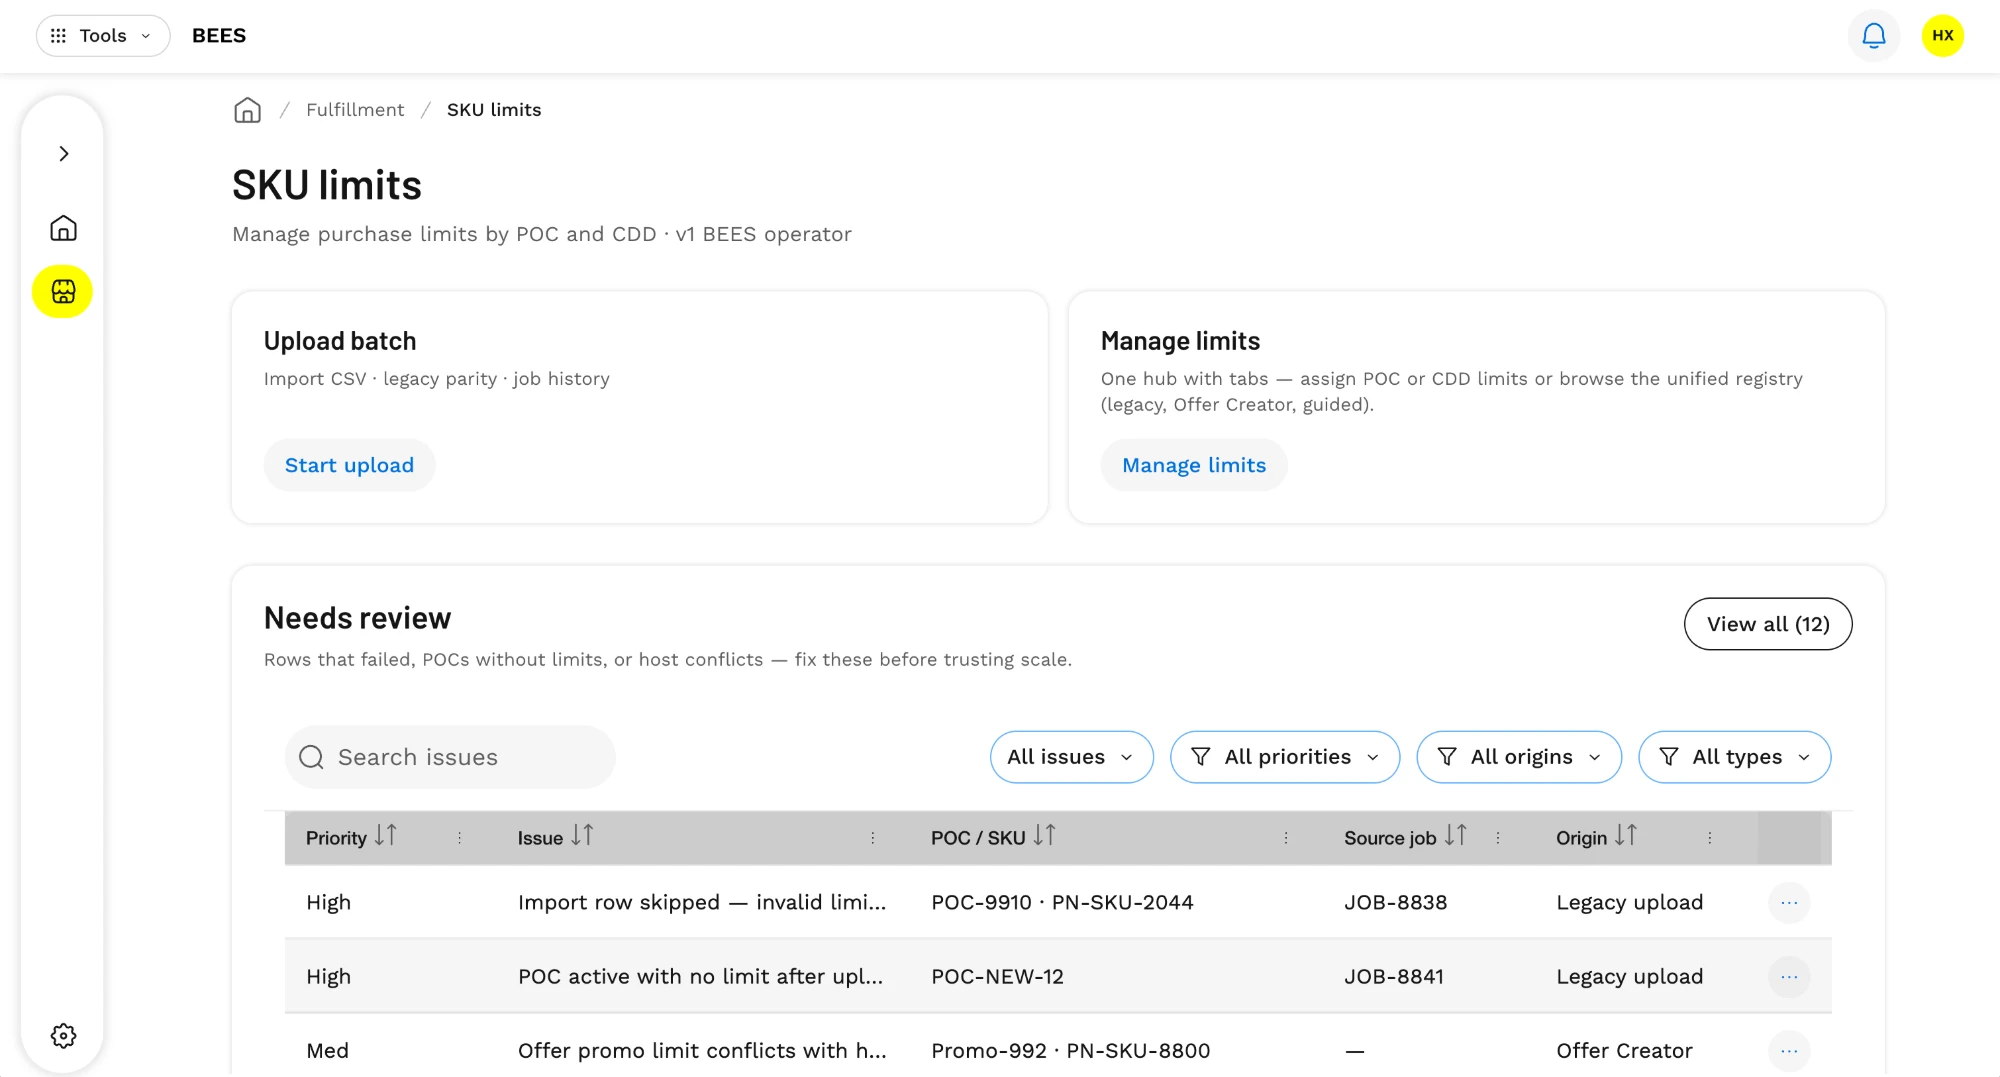 Tools
BEES
HX
/ Fulfillment / SKU limits
SKU limits
Manage purchase limits by POC and CDD · v1 BEES operator
Upload batch
Import CSV · legacy parity · job history
Start upload
Manage limits
One hub with tabs — assign POC or CDD limits or browse the unified registry
(legacy, Offer Creator, guided).
Manage limits
Needs review
View all (12)
Rows that failed, POCs without limits, or host conflicts — fix these before trusting scale.
Search issues
All issues
All priorities
All origins
All types
Priority Issue POC / SKU Source job Origin
High Import row skipped — invalid limi... POC-9910 · PN-SKU-2044 JOB-8838 Legacy upload ...
High POC active with no limit after upl... POC-NEW-12 JOB-8841 Legacy upload ...
Med Offer promo limit conflicts with h... Promo-992 · PN-SKU-8800 — Offer Creator ...